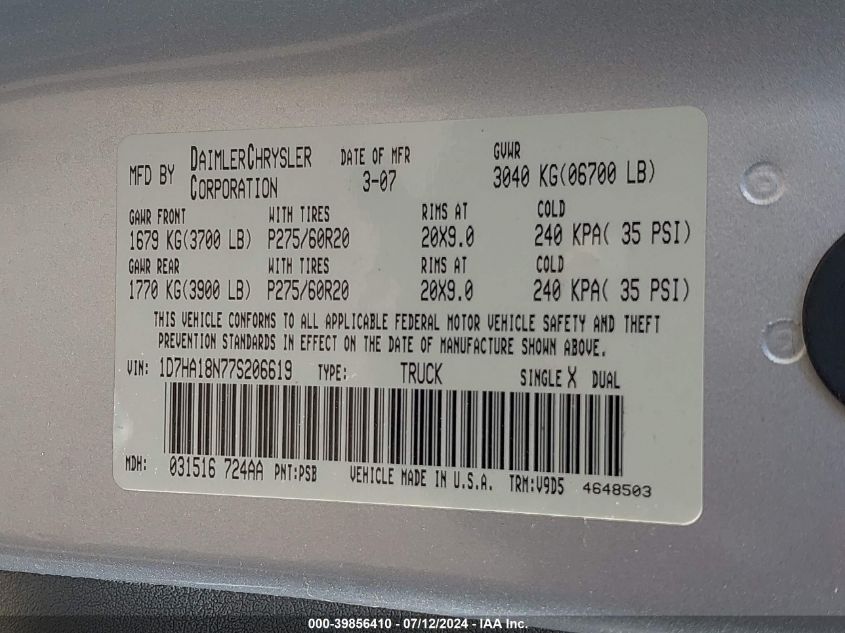 MFD BY DAIMLERCHRYSLER CORPORATION DATE OF MFR 3-07 GVWR 3040 KG(06700 LB)
GAWR FRONT WITH TIRES RIMS AT COLD
1679 KG(3700 LB) P275/60R20 20X9.0 240 KPA( 35 PSI)
GAWR REAR WITH TIRES RIMS AT COLD
1770 KG(3900 LB) P275/60R20 20X9.0 240 KPA( 35 PSI)
THIS VEHICLE CONFORMS TO ALL APPLICABLE FEDERAL MOTOR VEHICLE SAFETY AND THEFT
PREVENTION STANDARDS IN EFFECT ON THE DATE OF MANUFACTURE SHOWN ABOVE.
VIN: 1D7HA18N77S206619 TYPE: TRUCK SINGLE X DUAL
MDH: 031516 724AA PNT:PSB VEHICLE MADE IN U.S.A. TRM:V9D5 4648503
000-39856410 - 07/12/2024 - IAA Inc.